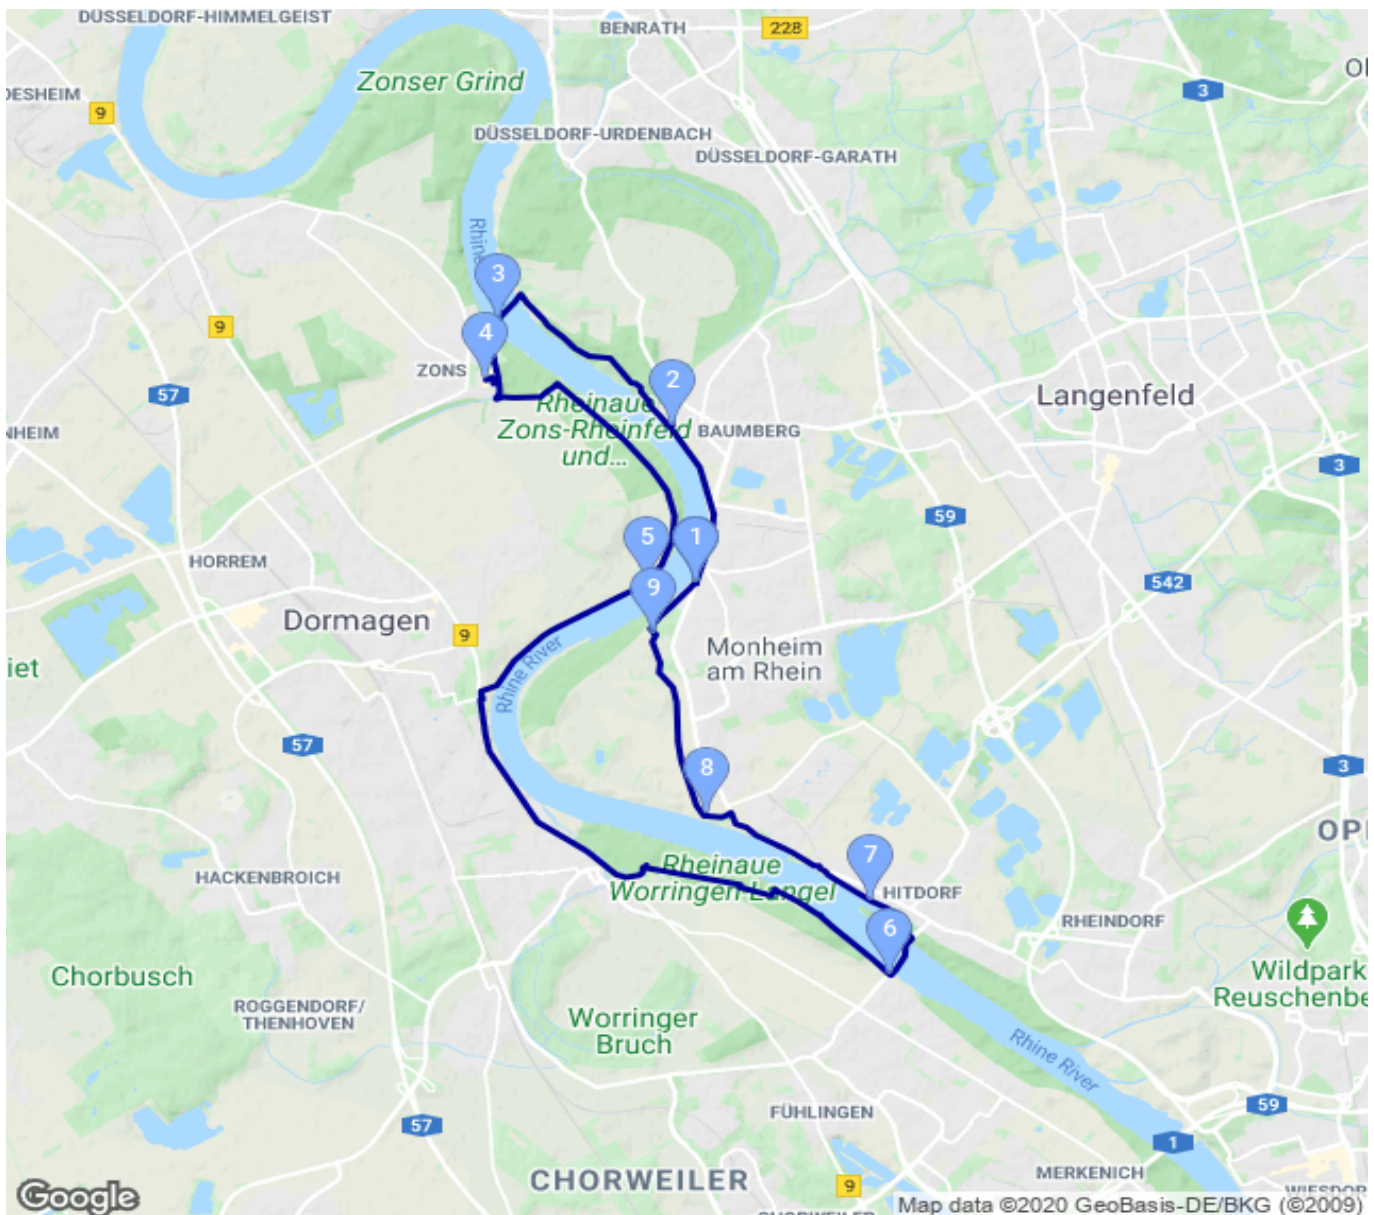 DÜSSELDORF-HIMMELGEIST
BENRATH
228
Zonser Grind
3
DESHEIM
9
DÜSSELDORF-URDENBACH
DÜSSELDORF-GARATH
Rhine
3
4
9
ZONS
57
2
Langenfeld
Rheinaue
Zons-Rheinfeld
und...
BAUMBERG
NHEIM
3
59
5
1
HORREM
542
9
Dormagen
9
Monheim
am Rhein
iet
Rhine River
57
3
8
OP
7
Rheinaue
Worringen-Langel
HACKENBROICH
HITDORF
RHEINDORF
6
Chorbusch
Wildpark
Reuschenbe
ROGGENDORF/
THENHOVEN
Worringer
Bruch
Rhine River
FÜHLINGEN
59
57
1
MERKENICH
CHORWEILER
9
WIESDOR
Google
Map data ©2020 GeoBasis-DE/BKG (©2009)